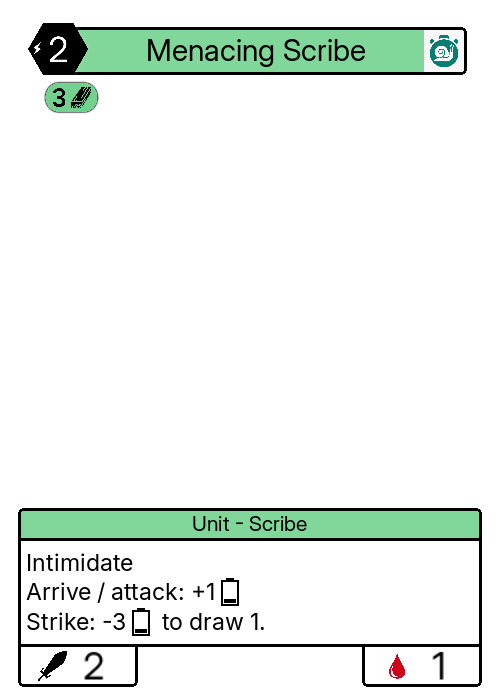 2
Menacing Scribe
3
Unit - Scribe
Intimidate
Arrive / attack: +1
Strike: -3 to draw 1.
2
1